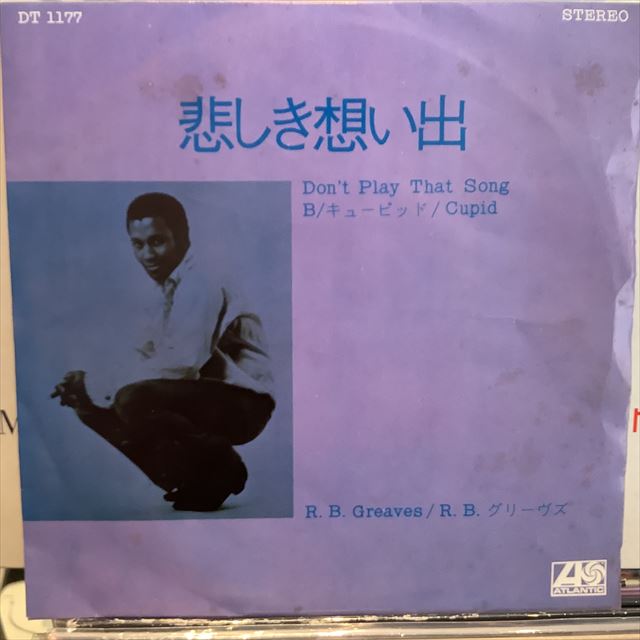 DT 1177
STEREO
悲しき想い出
Don't Play That Song
B/キューピッド/Cupid
R. B. Greaves/R. B. グリーヴズ
ATLANTIC
M